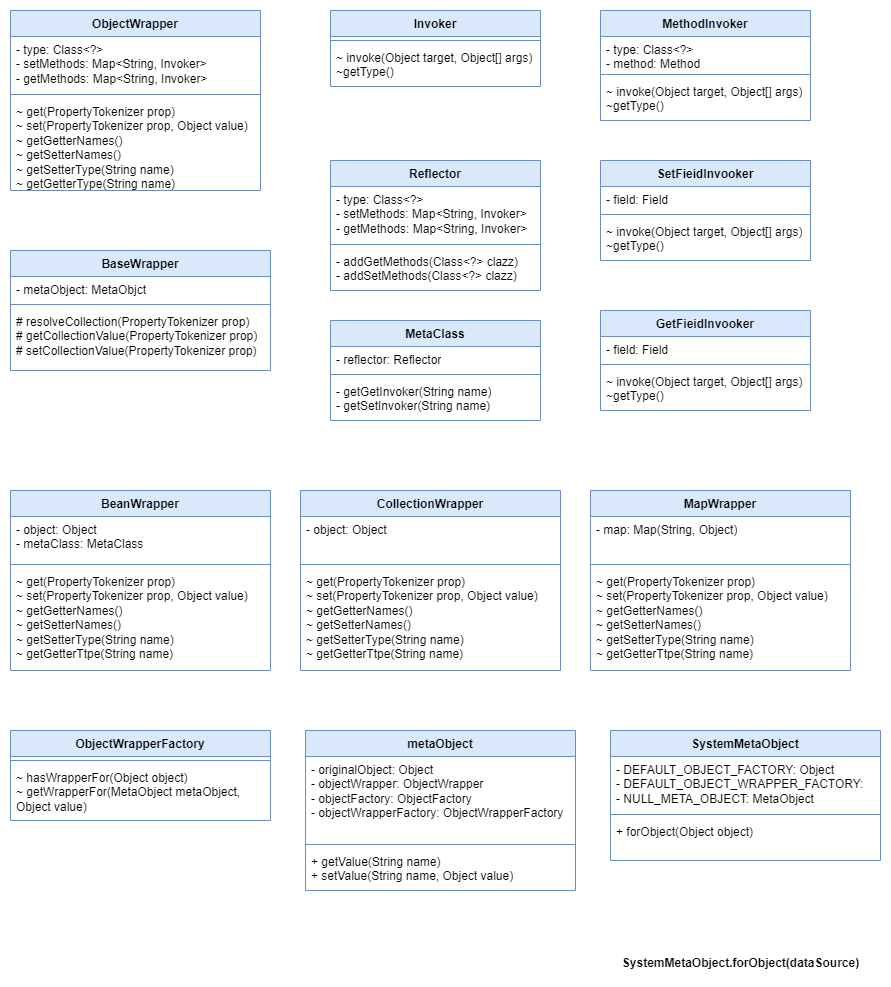 ObjectWrapper
- type: Class<?>
- setMethods: Map<String, Invoker>
- getMethods: Map<String, Invoker>
~ get(PropertyTokenizer prop)
~ set(PropertyTokenizer prop, Object value)
~ getGetterNames()
~ getSetterNames()
~ getSetterType(String name)
~ getGetterType(String name)
Invoker
~ invoke(Object target, Object[] args)
~getType()
MethodInvoker
- type: Class<?>
- method: Method
~ invoke(Object target, Object[] args)
~getType()
Reflector
- type: Class<?>
- setMethods: Map<String, Invoker>
- getMethods: Map<String, Invoker>
- addGetMethods(Class<?> clazz)
- addSetMethods(Class<?> clazz)
SetFieldInvooker
- field: Field
~ invoke(Object target, Object[] args)
~getType()
BaseWrapper
- metaObject: MetaObjct
# resolveCollection(PropertyTokenizer prop)
# getCollectionValue(PropertyTokenizer prop)
# setCollectionValue(PropertyTokenizer prop)
MetaClass
- reflector: Reflector
- getGetInvoker(String name)
- getSetInvoker(String name)
GetFieldInvooker
- field: Field
~ invoke(Object target, Object[] args)
~getType()
BeanWrapper
- object: Object
- metaClass: MetaClass
~ get(PropertyTokenizer prop)
~ set(PropertyTokenizer prop, Object value)
~ getGetterNames()
~ getSetterNames()
~ getSetterType(String name)
~ getGetterTtpe(String name)
CollectionWrapper
- object: Object
~ get(PropertyTokenizer prop)
~ set(PropertyTokenizer prop, Object value)
~ getGetterNames()
~ getSetterNames()
~ getSetterType(String name)
~ getGetterTtpe(String name)
MapWrapper
- map: Map(String, Object)
~ get(PropertyTokenizer prop)
~ set(PropertyTokenizer prop, Object value)
~ getGetterNames()
~ getSetterNames()
~ getSetterType(String name)
~ getGetterTtpe(String name)
ObjectWrapperFactory
~ hasWrapperFor(Object object)
~ getWrapperFor(MetaObject metaObject,
Object value)
metaObject
- originalObject: Object
- objectWrapper: ObjectWrapper
- objectFactory: ObjectFactory
- objectWrapperFactory: ObjectWrapperFactory
+ getValue(String name)
+ setValue(String name, Object value)
SystemMetaObject
- DEFAULT_OBJECT_FACTORY: Object
- DEFAULT_OBJECT_WRAPPER_FACTORY:
- NULL_META_OBJECT: MetaObject
+ forObject(Object object)
SystemMetaObject.forObject(dataSource)